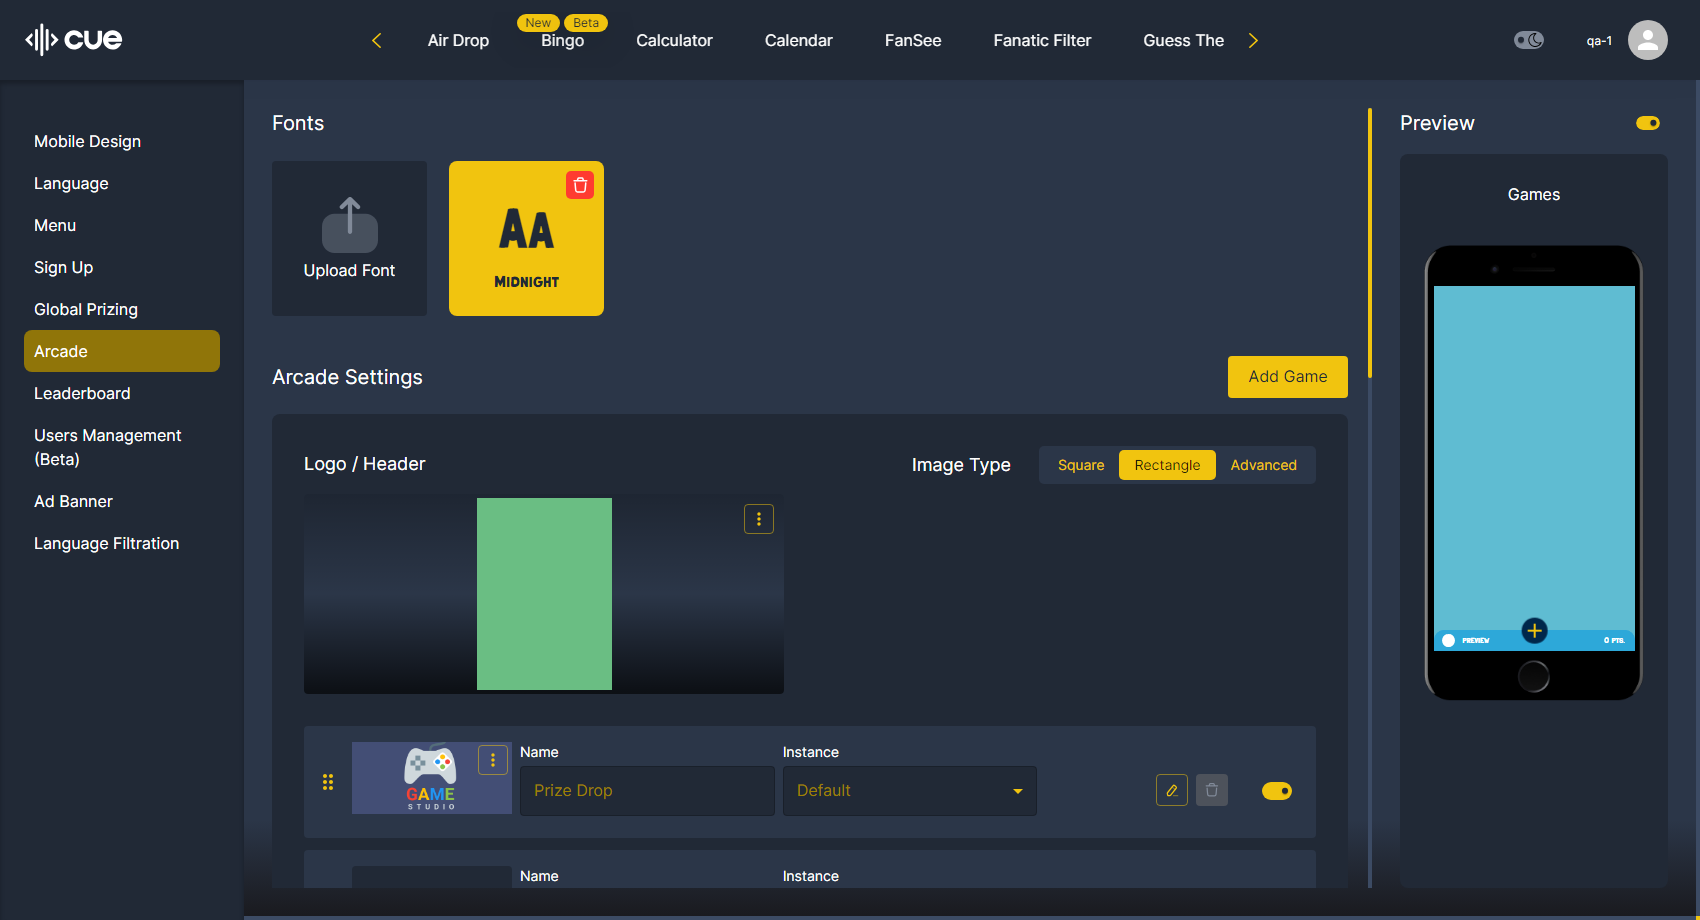 cue
New
Beta
Air Drop
Bingo
Calculator
Calendar
FanSee
Fanatic Filter
Guess The
qa-1
Mobile Design
Language
Menu
Sign Up
Global Prizing
Arcade
Leaderboard
Users Management
(Beta)
Ad Banner
Language Filtration
Fonts
Upload Font
AA
MIDNIGHT
Arcade Settings
Add Game
Logo / Header
Image Type
Square
Rectangle
Advanced
GAME
STUDIO
Name
Prize Drop
Instance
Default
Name
Instance
Preview
Games
PREVIEW
0 PTS.